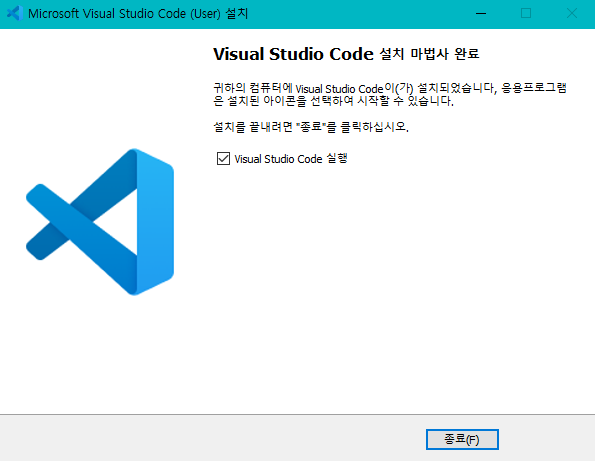 Microsoft Visual Studio Code (User) 설치
Visual Studio Code 설치 마법사 완료
귀하의 컴퓨터에 Visual Studio Code이(가) 설치되었습니다, 응용프로그램
은 설치된 아이콘을 선택하여 시작할 수 있습니다.
설치를 끝내려면 "종료"를 클릭하십시오.
Visual Studio Code 실행
종료(F)